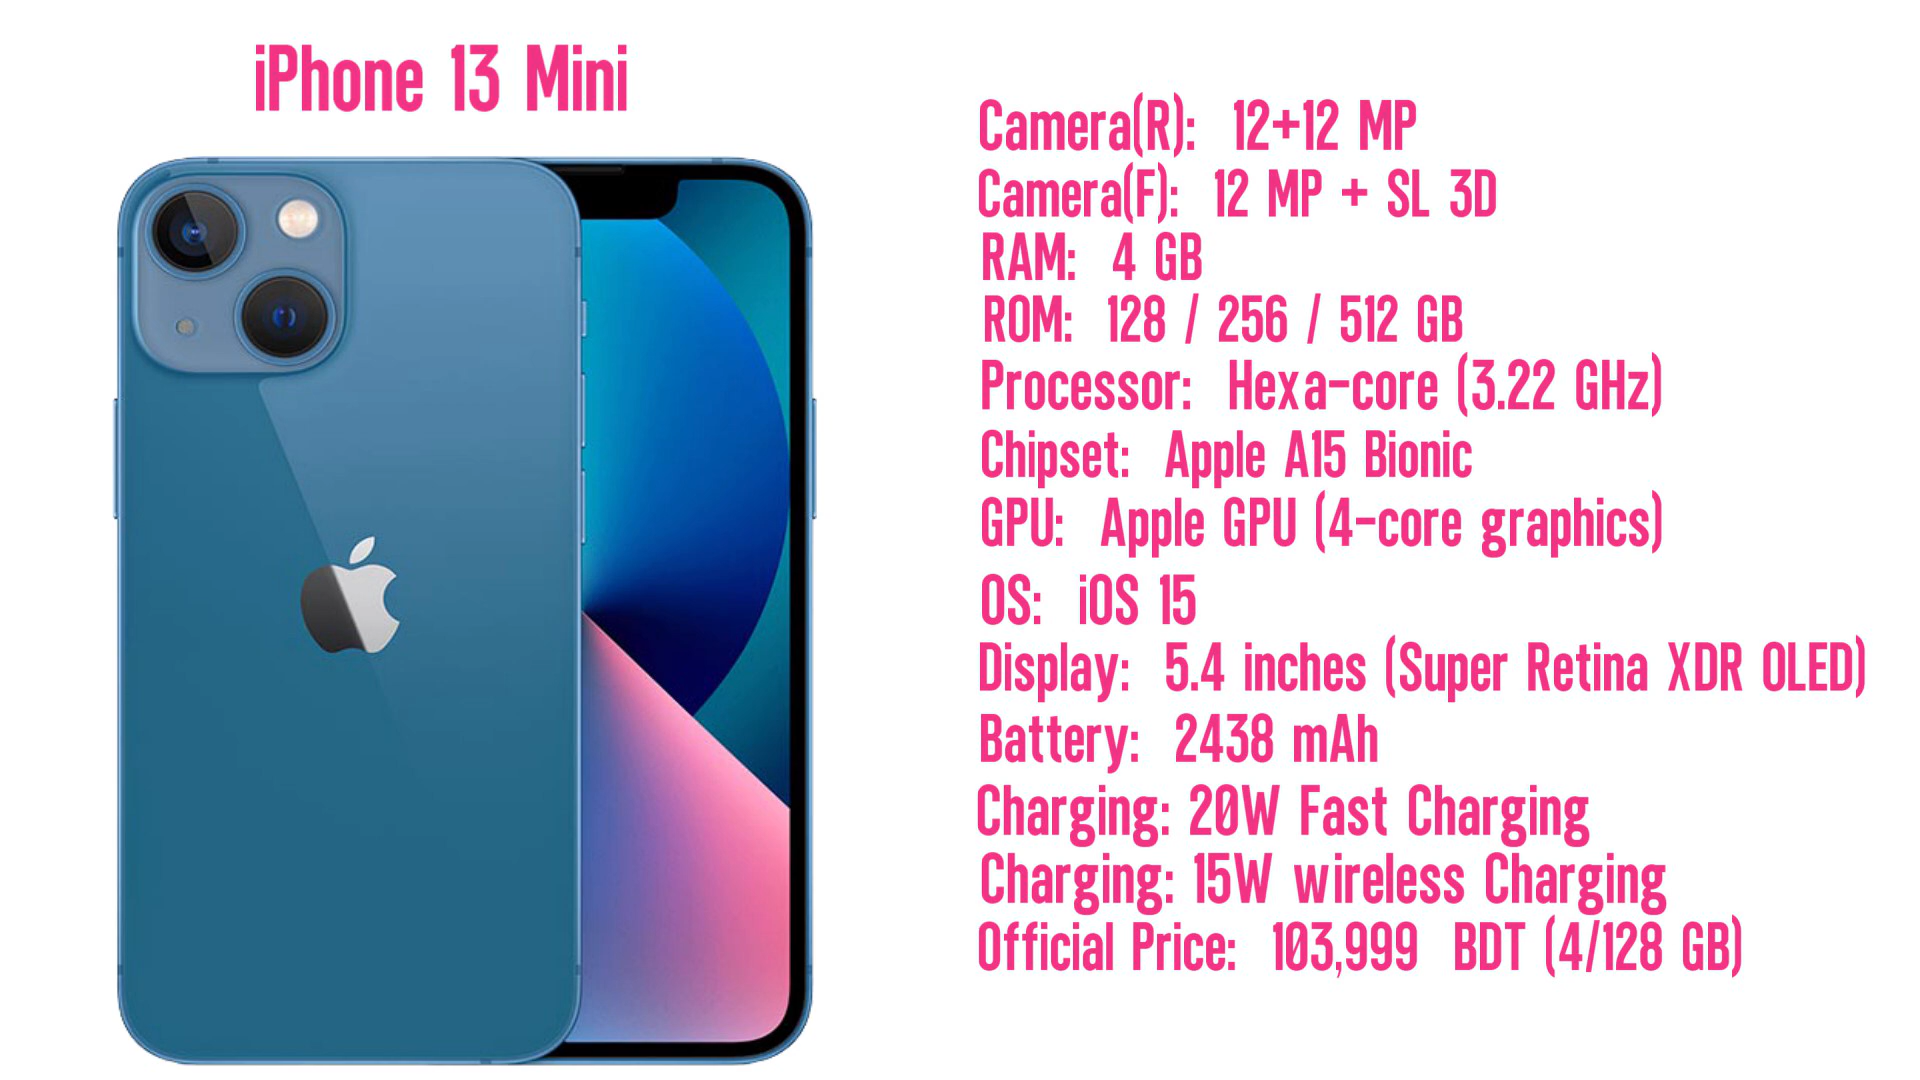 iPhone 13 Mini
Camera(R): 12+12 MP
Camera(F): 12 MP + SL 3D
RAM: 4 GB
ROM: 128 / 256 / 512 GB
Processor: Hexa-core (3.22 GHz)
Chipset: Apple A15 Bionic
GPU: Apple GPU (4-core graphics)
OS: iOS 15
Display: 5.4 inches (Super Retina XDR OLED)
Battery: 2438 mAh
Charging: 20W Fast Charging
Charging: 15W wireless Charging
Official Price: 103,999 BDT (4/128 GB)